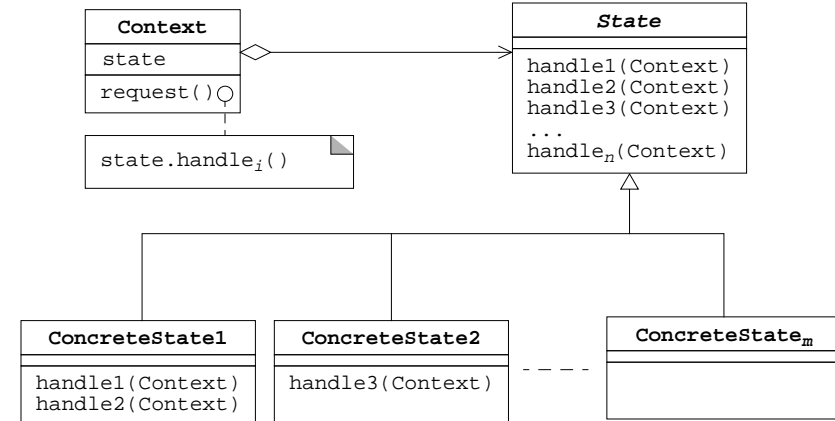 Context
state
request()
state.handleᵢ()
State
handle1(Context)
handle2(Context)
handle3(Context)
...
handleₙ(Context)
ConcreteState1
handle1(Context)
handle2(Context)
ConcreteState2
handle3(Context)
ConcreteStateₘ